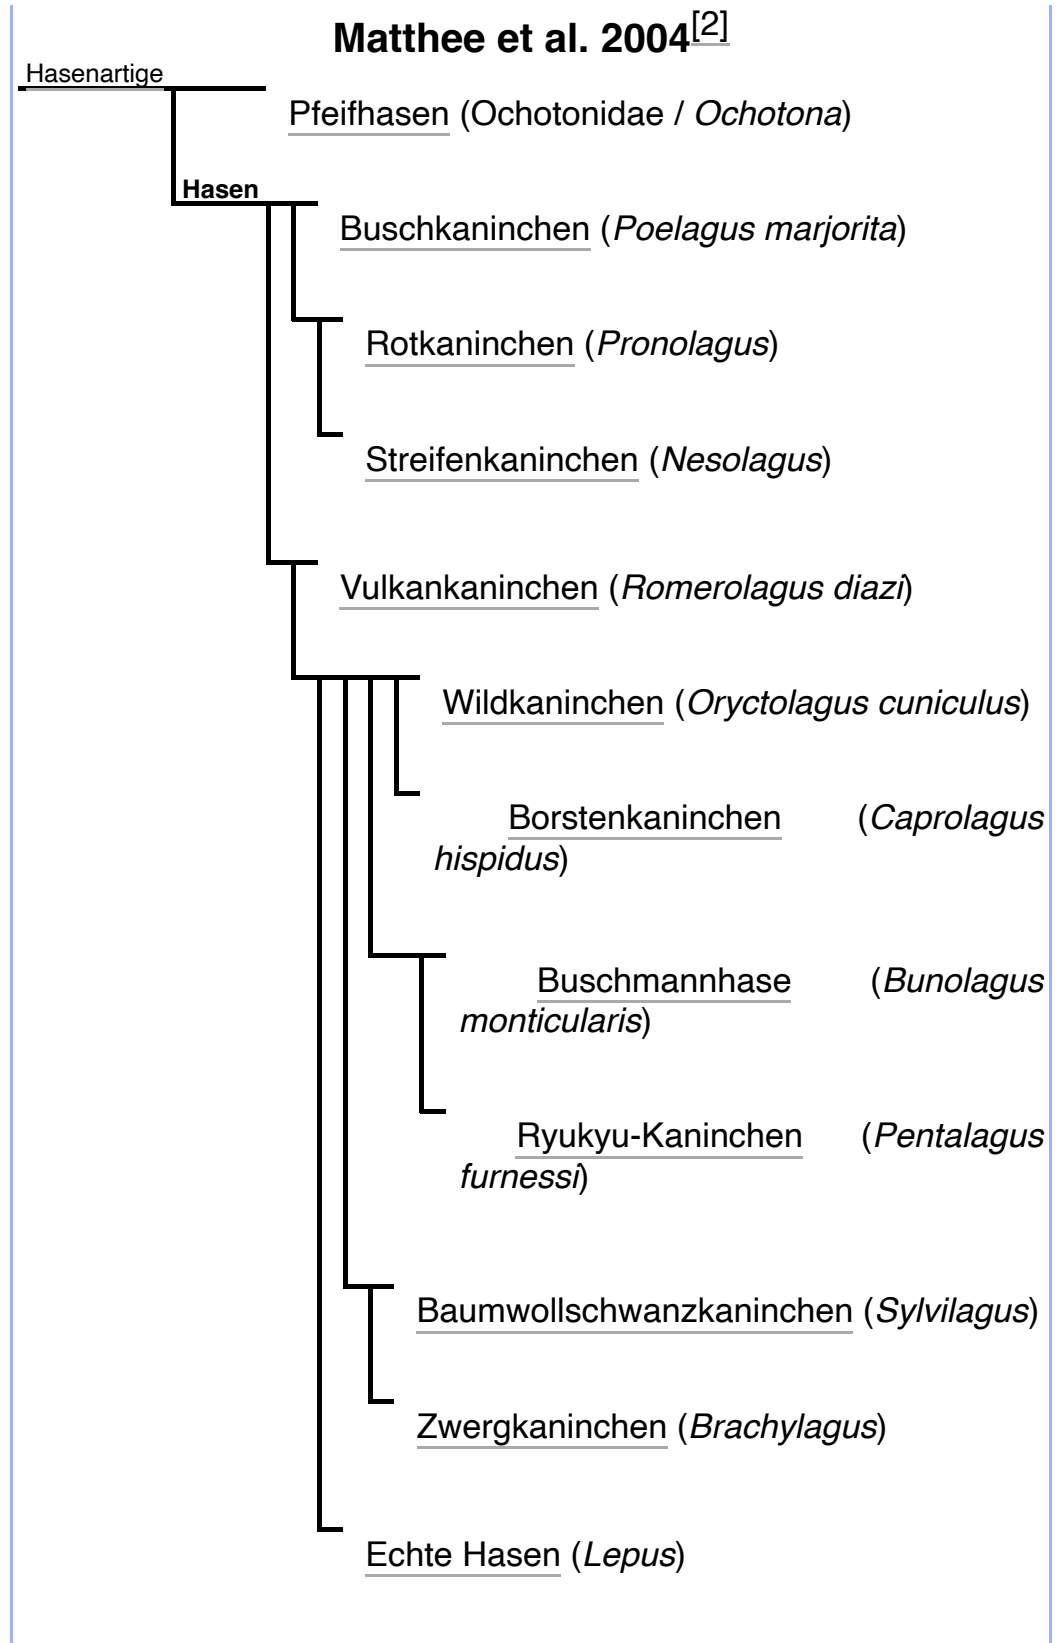 Matthee et al. 2004[2]
Hasenartige
Pfeifhasen (Ochotonidae / Ochotona)
Hasen
Buschkaninchen (Poelagus marjorita)
Rotkaninchen (Pronolagus)
Streifenkaninchen (Nesolagus)
Vulkankaninchen (Romerolagus diazi)
Wildkaninchen (Oryctolagus cuniculus)
Borstenkaninchen (Caprolagus
hispidus)
Buschmannhase (Bunolagus
monticularis)
Ryukyu-Kaninchen (Pentalagus
furnessi)
Baumwollschwanzkaninchen (Sylvilagus)
Zwergkaninchen (Brachylagus)
Echte Hasen (Lepus)